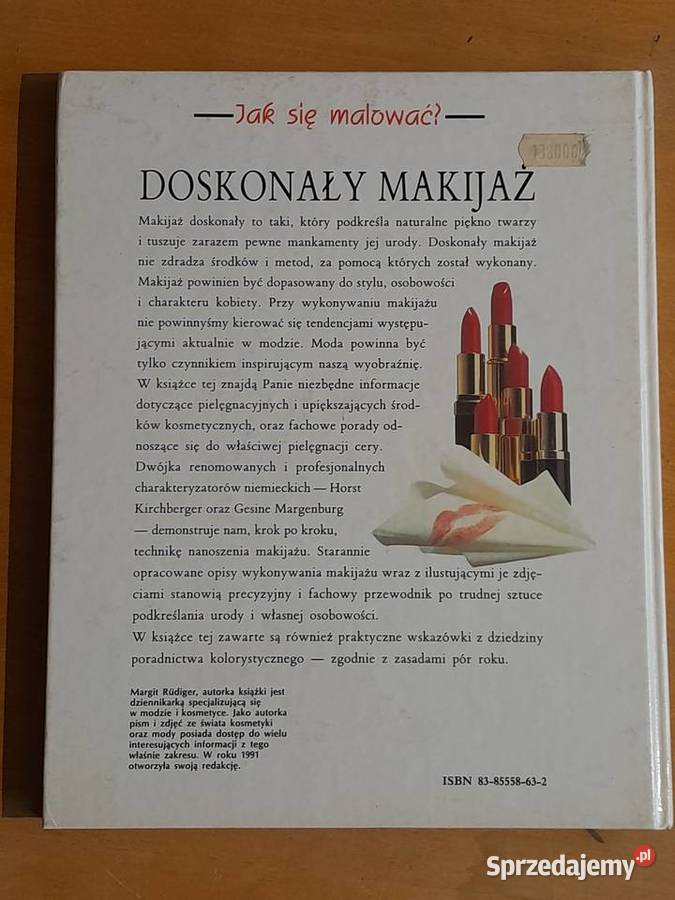 Jak się malować?
DOSKONAŁY MAKIJAŻ
Makijaż doskonały to taki, który podkreśla naturalne piękno twarzy
i tuszuje zarazem pewne mankamenty jej urody. Doskonały makijaż
nie zdradza środków i metod, za pomocą których został wykonany.
Makijaż powinien być dopasowany do stylu, osobowości
i charakteru kobiety. Przy wykonywaniu makijażu
nie powinnyśmy kierować się tendencjami występu-
jącymi aktualnie w modzie. Moda powinna być
tylko czynnikiem inspirującym naszą wyobraźnię.
W książce tej znajdą Panie niezbędne informacje
dotyczące pielęgnacyjnych i upiększających środ-
ków kosmetycznych, oraz fachowe porady od-
noszące się do właściwej pielęgnacji cery.
Dwójka renomowanych i profesjonalnych
charakteryzatorów niemieckich — Horst
Kirchberger oraz Gesine Margenburg
— demonstruje nam, krok po kroku,
technikę nanoszenia makijażu. Starannie
opracowane opisy wykonywania makijażu wraz z ilustującymi je zdję-
ciami stanowią precyzyjny i fachowy przewodnik po trudnej sztuce
podkreślania urody i własnej osobowości.
W książce tej zawarte są również praktyczne wskazówki z dziedziny
poradnictwa kolorystycznego — zgodnie z zasadami pór roku.
Margit Rüdiger, autorka książki jest
dziennikarką specjalizującą się
w modzie i kosmetyce. Jako autorka
pism i zdjęć ze świata kosmetyki
oraz mody posiada dostęp do wielu
interesujących informacji z tego
właśnie zakresu. W roku 1991
otworzyła swoją redakcję.
ISBN 83-85558-63-2
Sprzedajemy.pl